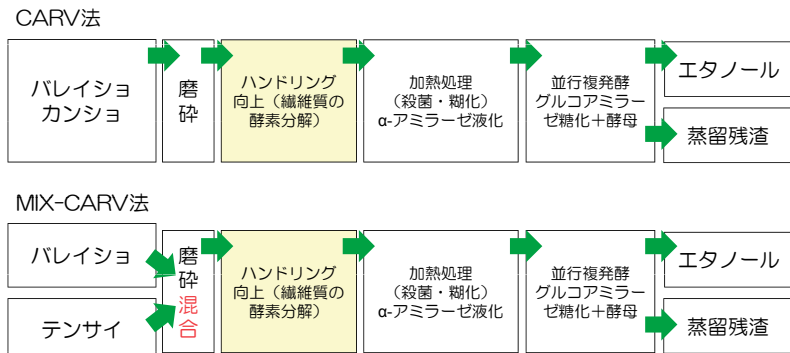 CARV法
バレイショ
カンショ
磨
砕
ハンドリング
向上（繊維質の
酵素分解）
加熱処理
（殺菌・糊化）
α-アミラーゼ液化
並行複発酵
グルコアミラー
ゼ糖化＋酵母
エタノール
蒸留残渣
MIX-CARV法
バレイショ
テンサイ
磨
砕
混
合
ハンドリング
向上（繊維質の
酵素分解）
加熱処理
（殺菌・糊化）
α-アミラーゼ液化
並行複発酵
グルコアミラー
ゼ糖化＋酵母
エタノール
蒸留残渣